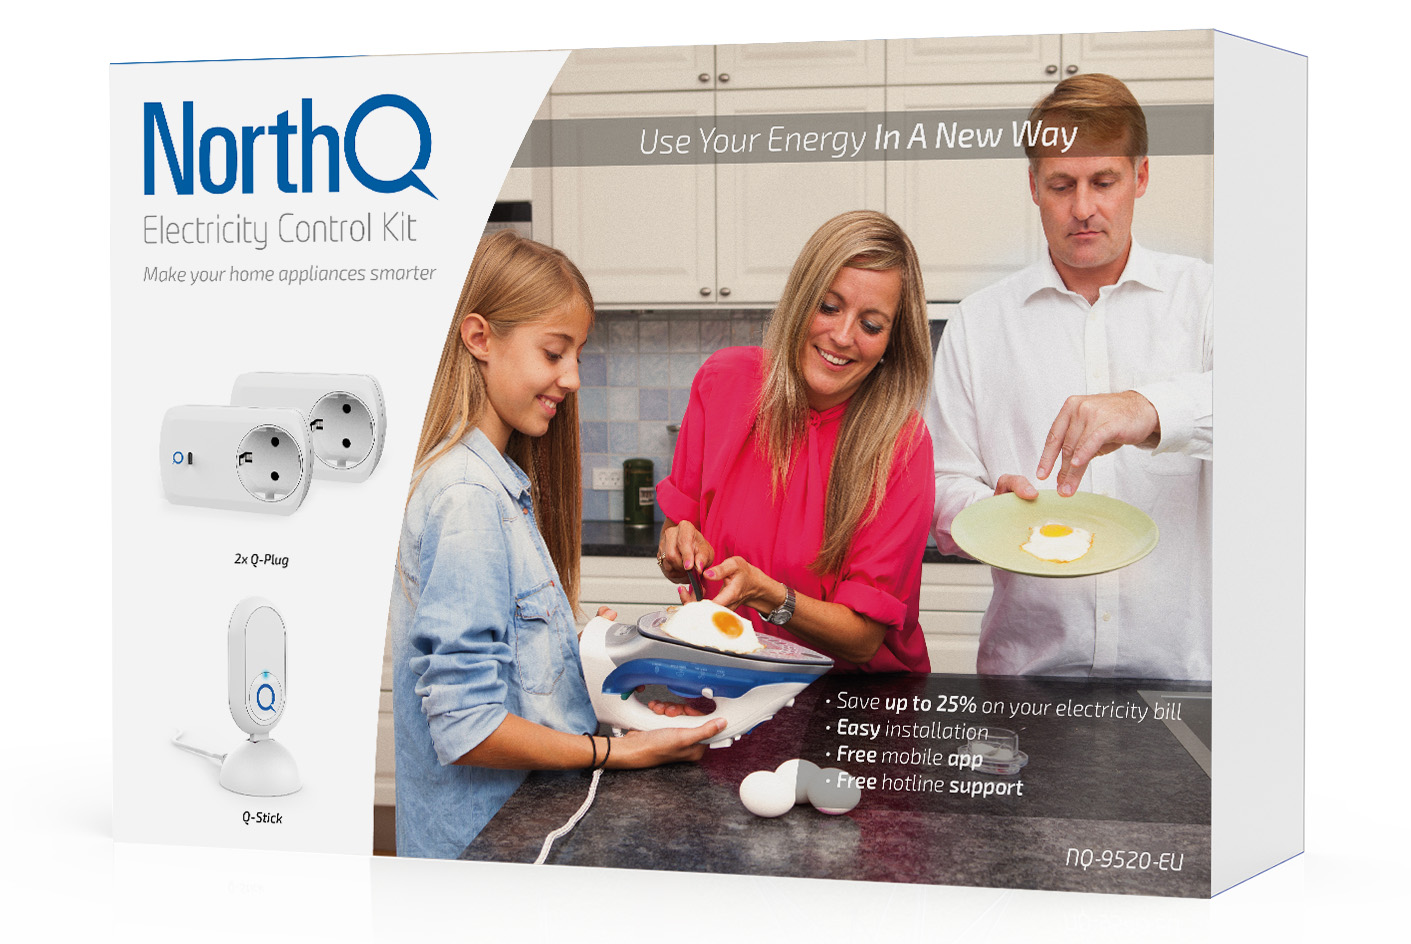 NorthQ
Electricity Control Kit
Make your home appliances smarter
2x Q-Plug
Q-Stick
Use Your Energy In A New Way
• Save up to 25% on your electricity bill
• Easy installation
• Free mobile app
• Free hotline support
NQ-9520-EU